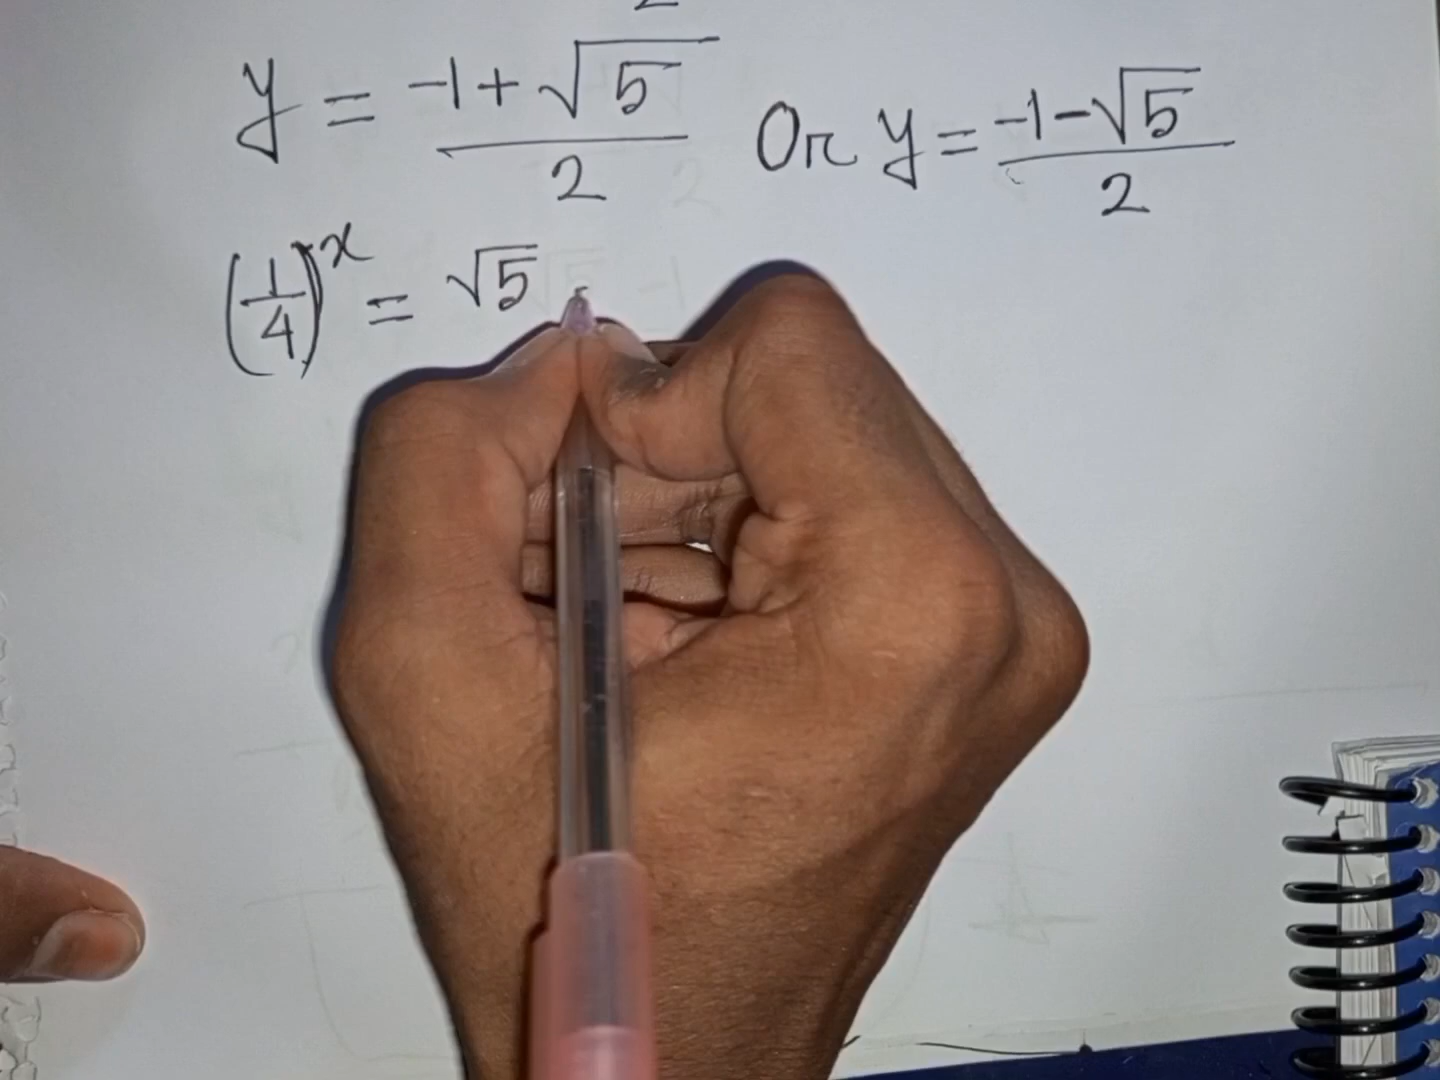 y = (-1+√5)/2 Or y = (-1-√5)/2
(1/4)^x = √5